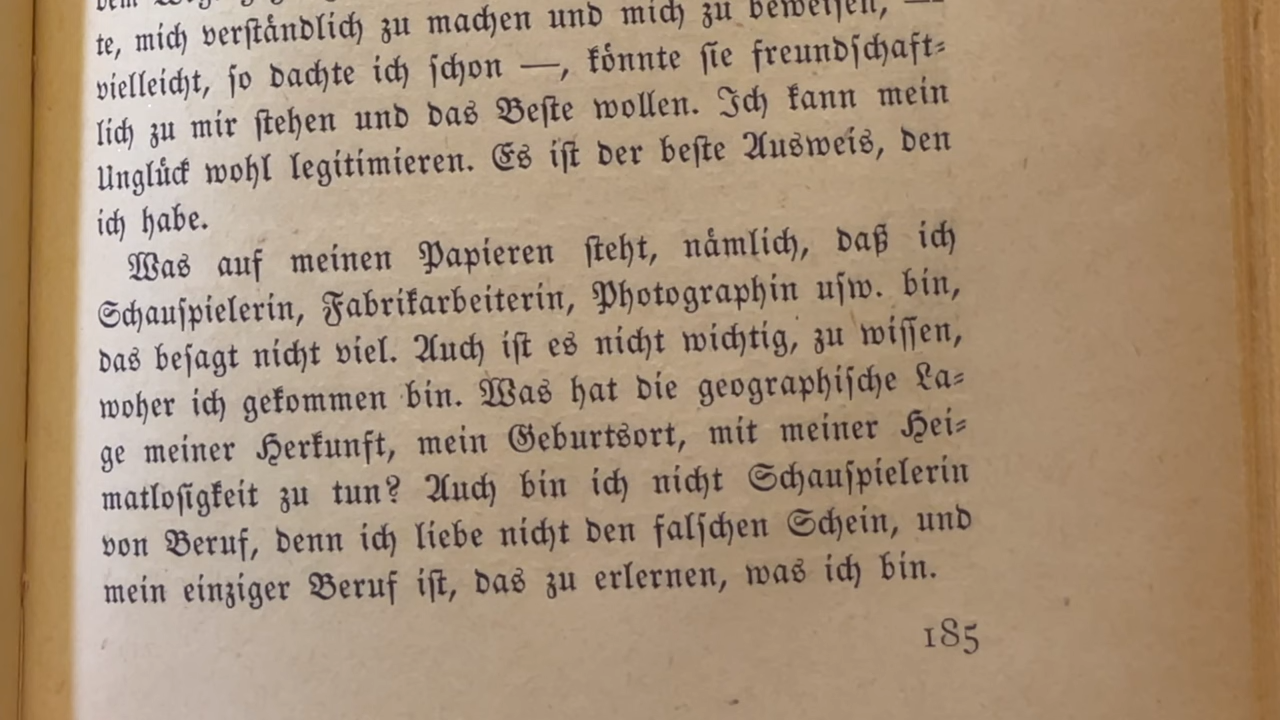 te, mich verständlich zu machen und mich zu beweisen, —
vielleicht, so dachte ich schon —, könnte sie freundschaft-
lich zu mir stehen und das Beste wollen. Ich kann mein
Unglück wohl legitimieren. Es ist der beste Ausweis, den
ich habe.
Was auf meinen Papieren steht, nämlich, daß ich
Schauspielerin, Fabrikarbeiterin, Photographin usw. bin,
das besagt nicht viel. Auch ist es nicht wichtig, zu wissen,
woher ich gekommen bin. Was hat die geographische La-
ge meiner Herkunft, mein Geburtsort, mit meiner Hei-
matlosigkeit zu tun? Auch bin ich nicht Schauspielerin
von Beruf, denn ich liebe nicht den falschen Schein, und
mein einziger Beruf ist, das zu erlernen, was ich bin.
185